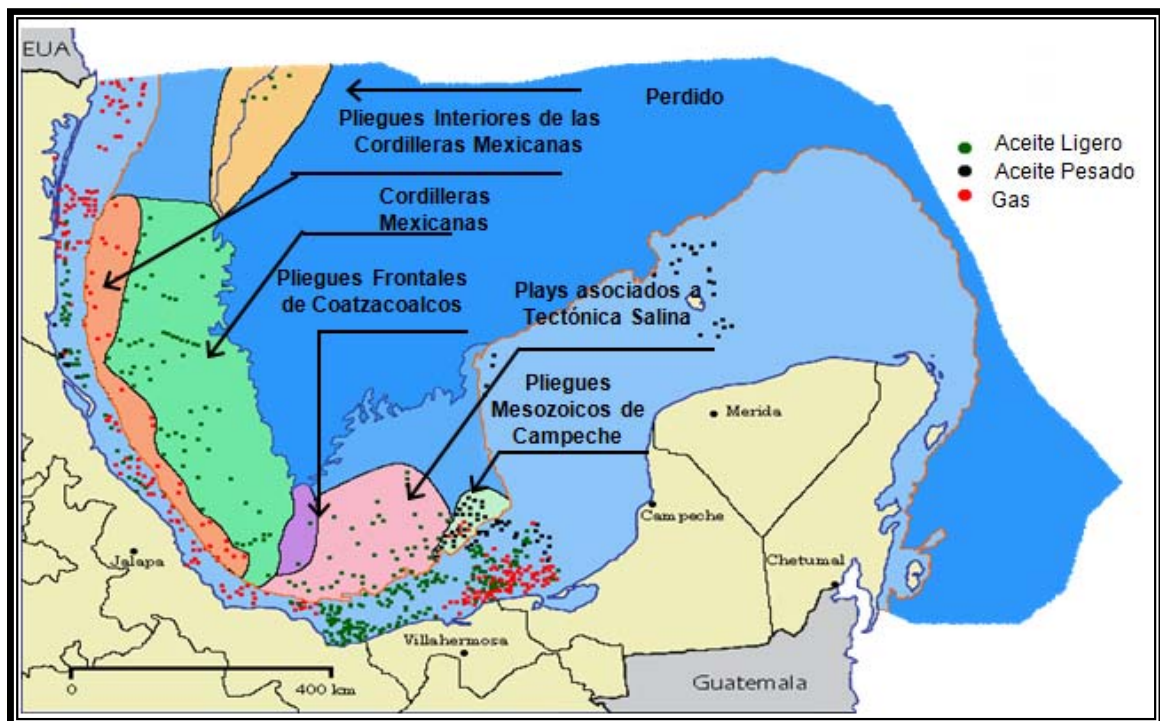 EUA
Perdido
Pliegues Interiores de las
Cordilleras Mexicanas
Aceite Ligero
Aceite Pesado
Gas
Cordilleras
Mexicanas
Pliegues Frontales
de Coatzacoalcos
Plays asociados a
Tectónica Salina
Pliegues
Mesozoicos de
Campeche
Merida
Campeche
Jalapa
Chetumal
Villahermosa
0
400 km
Guatemala